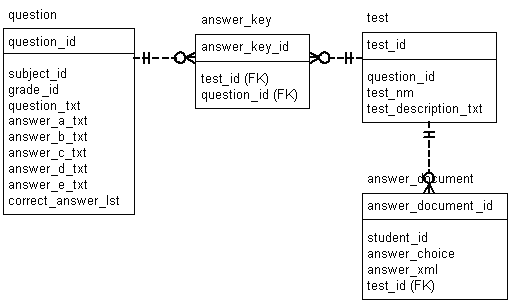 question
question_id
subject_id
grade_id
question_txt
answer_a_txt
answer_b_txt
answer_c_txt
answer_d_txt
answer_e_txt
correct_answer_lst
answer_key
answer_key_id
test_id (FK)
question_id (FK)
test
test_id
question_id
test_nm
test_description_txt
answer_document
answer_document_id
student_id
answer_choice
answer_xml
test_id (FK)